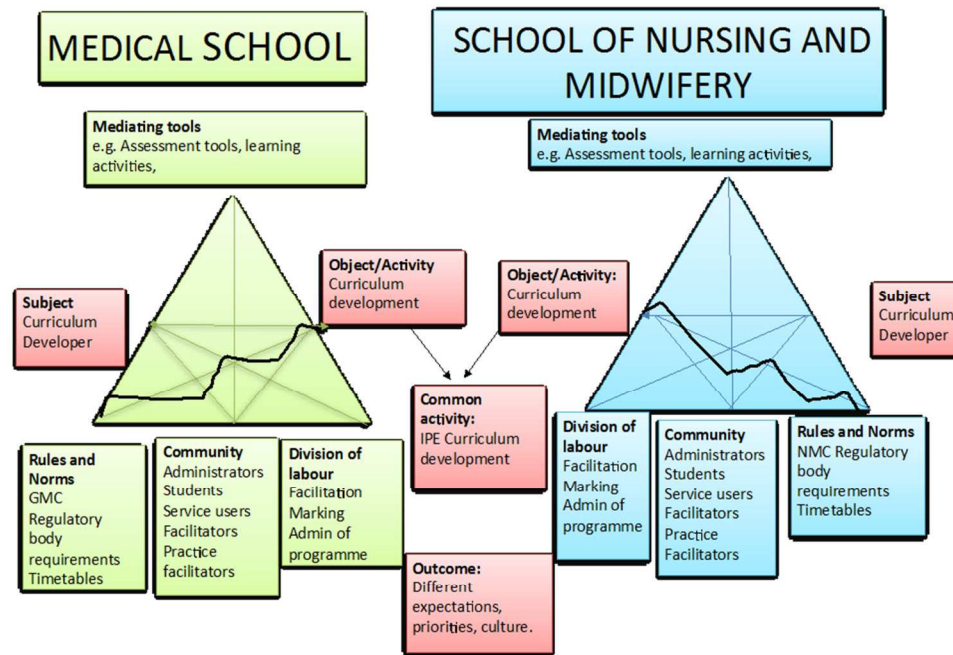 MEDICAL SCHOOL
SCHOOL OF NURSING AND
MIDWIFERY
Mediating tools
e.g. Assessment tools, learning
activities,
Mediating tools
e.g. Assessment tools, learning activities,
Subject
Curriculum
Developer
Object/Activity
Curriculum
development
Object/Activity:
Curriculum
development
Subject
Curriculum
Developer
Common
activity:
IPE Curriculum
development
Rules and
Norms
GMC
Regulatory
body
requirements
Timetables
Community
Administrators
Students
Service users
Facilitators
Practice
facilitators
Division of
labour
Facilitation
Marking
Admin of
programme
Outcome:
Different
expectations,
priorities, culture.
Division of
labour
Facilitation
Marking
Admin of
programme
Community
Administrators
Students
Service users
Facilitators
Practice
Facilitators
Rules and Norms
NMC Regulatory
body
requirements
Timetables